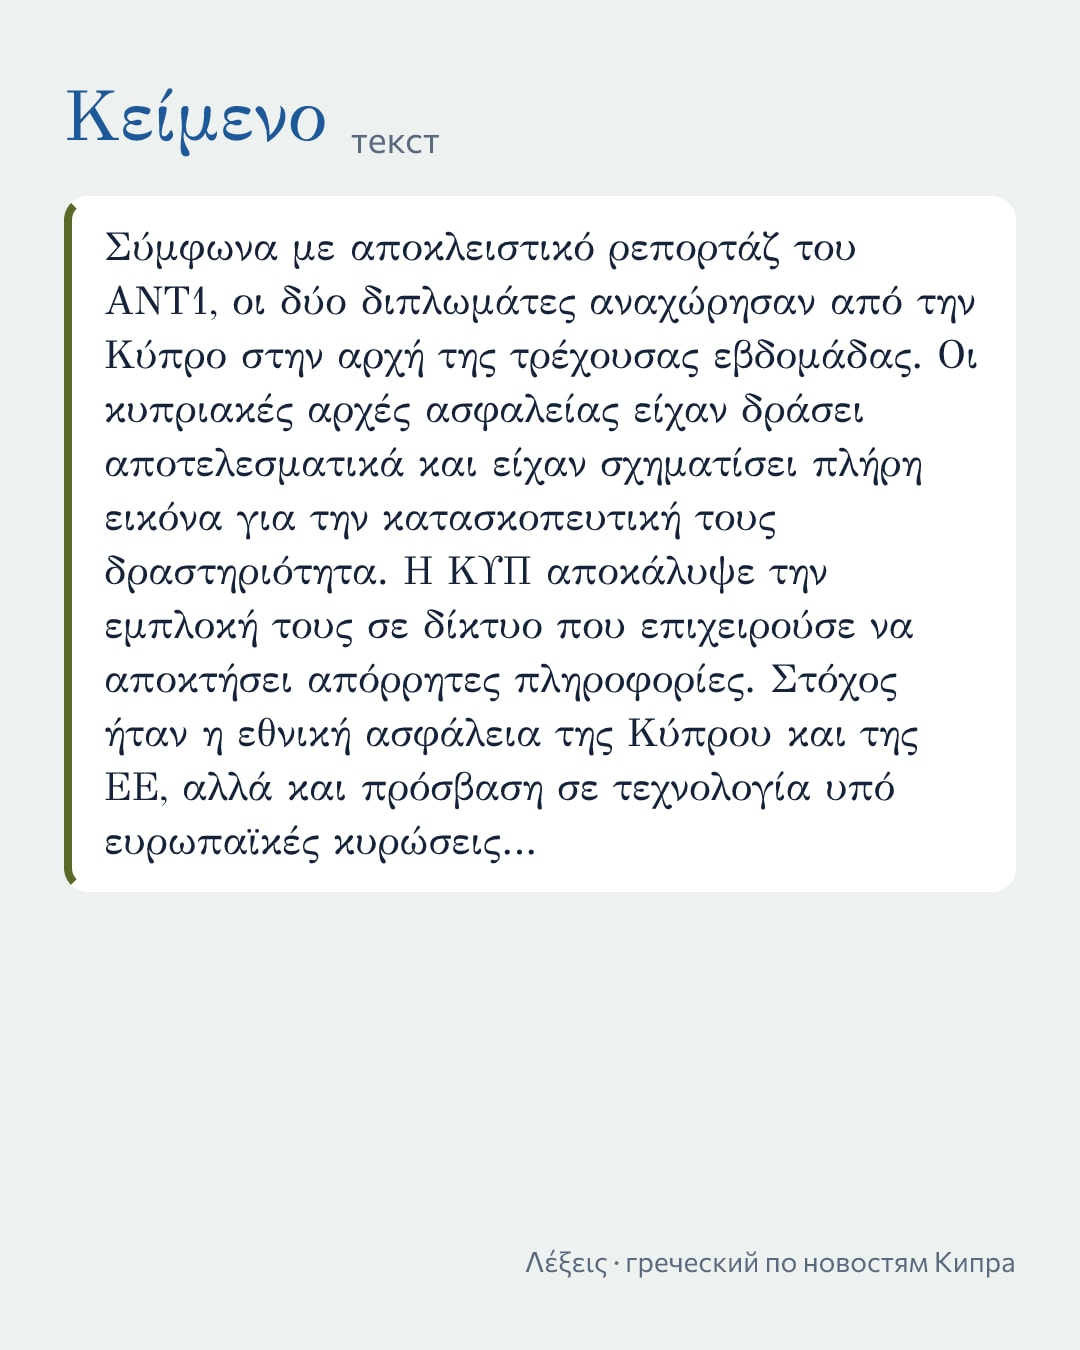 Κείμενο текст
Σύμφωνα με αποκλειστικό ρεπορτάζ του
ΑΝΤ1, οι δύο διπλωμάτες αναχώρησαν από την
Κύπρο στην αρχή της τρέχουσας εβδομάδας. Οι
κυπριακές αρχές ασφαλείας είχαν δράσει
αποτελεσματικά και είχαν σχηματίσει πλήρη
εικόνα για την κατασκοπευτική τους
δραστηριότητα. Η ΚΥΠ αποκάλυψε την
εμπλοκή τους σε δίκτυο που επιχειρούσε να
αποκτήσει απόρρητες πληροφορίες. Στόχος
ήταν η εθνική ασφάλεια της Κύπρου και της
ΕΕ, αλλά και πρόσβαση σε τεχνολογία υπό
ευρωπαϊκές κυρώσεις...
Λέξεις · греческий по новостям Кипра